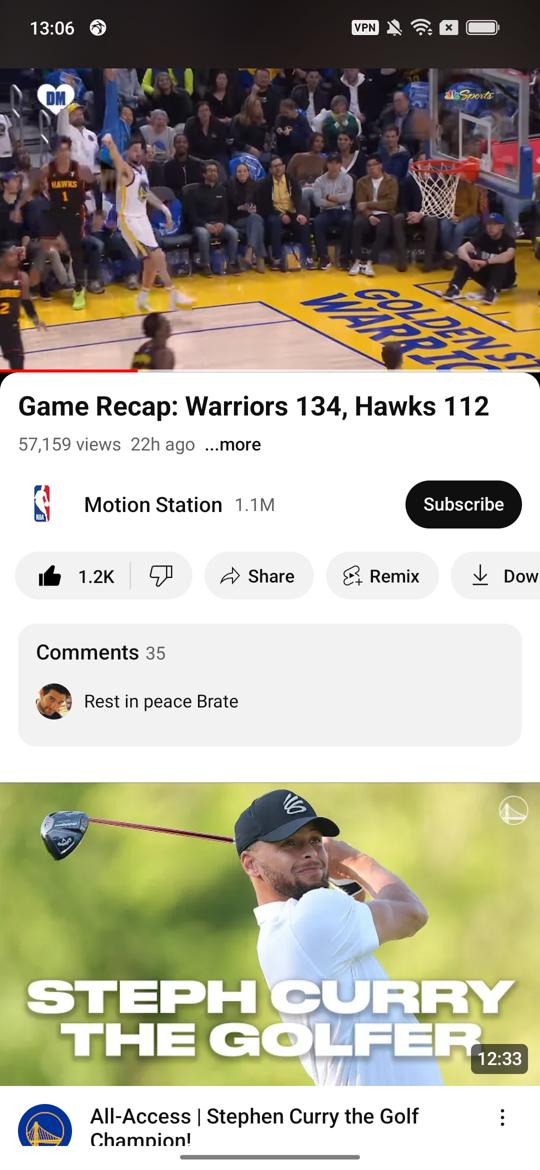 13:06
VPN
DM
NBC Sports
HAWKS
1
2
GOLDEN ST
WARRIO
Game Recap: Warriors 134, Hawks 112
57,159 views 22h ago ...more
NBA
Motion Station 1.1M
Subscribe
1.2K
Share
Remix
Dow
Comments 35
Rest in peace Brate
STEPH CURRY
THE GOLFER
12:33
All-Access | Stephen Curry the Golf
Champion!